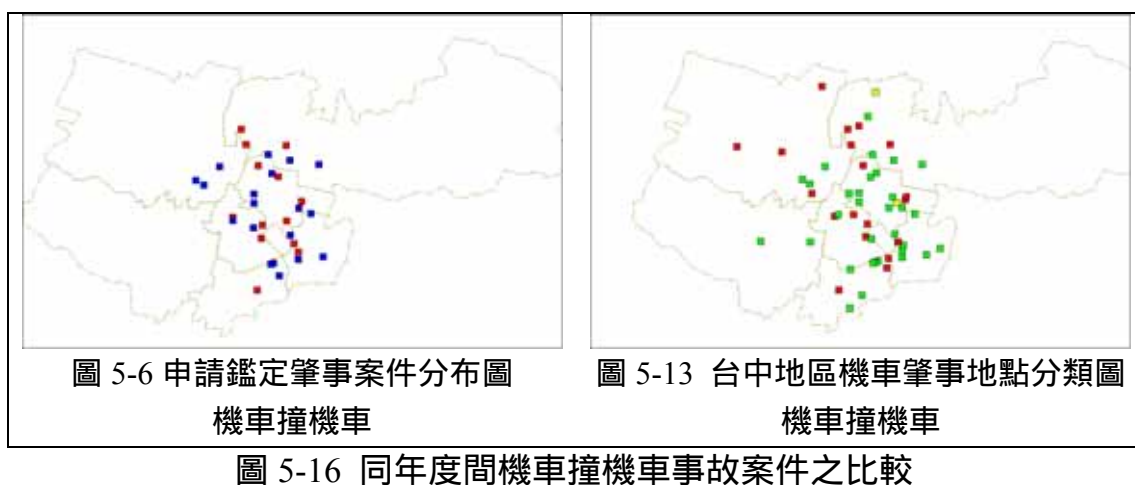 圖 5-6 申請鑑定肇事案件分布圖
機車撞機車
圖 5-13 台中地區機車肇事地點分類圖
機車撞機車
圖 5-16 同年度間機車撞機車事故案件之比較